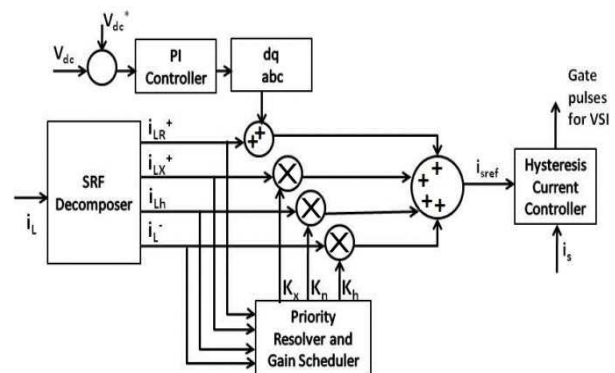 V_dc*
V_dc
PI
Controller
dq
abc
Gate
pulses
for VSI
i_LR+
++
SRF
Decomposer
i_LX+
i_Lh
i_L-
i_L
+
+
+
++
i_sref
Hysteresis
Current
Controller
i_s
K_x
K_n
K_h
Priority
Resolver and
Gain Scheduler